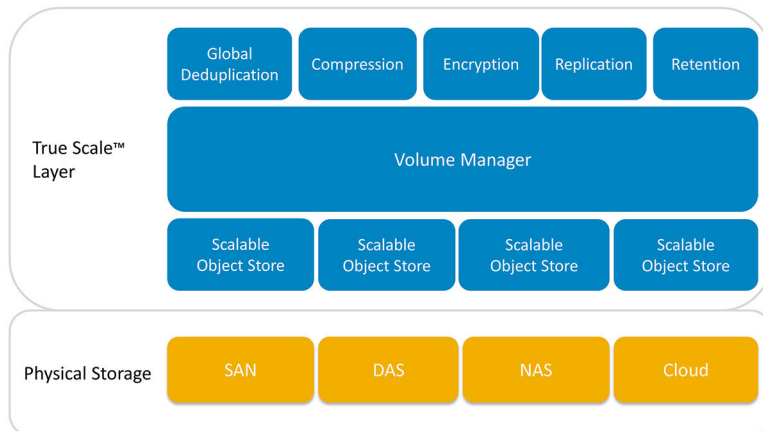 Global
Deduplication
Compression
Encryption
Replication
Retention
True Scale™
Layer
Volume Manager
Scalable
Object Store
Scalable
Object Store
Scalable
Object Store
Scalable
Object Store
Physical Storage
SAN
DAS
NAS
Cloud